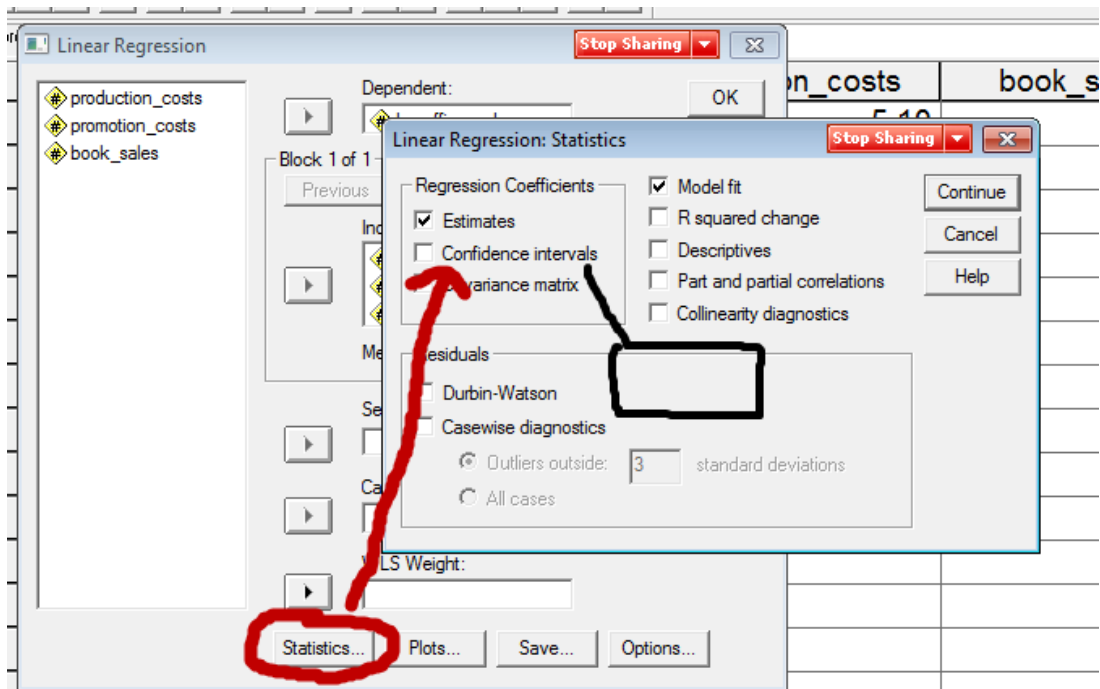 Linear Regression
Stop Sharing
n_costs
book_s
production_costs
promotion_costs
book_sales
Dependent:
OK
Block 1 of 1
Previous
Linear Regression: Statistics
Stop Sharing
Regression Coefficients
Estimates
Confidence intervals
variance matrix
Model fit
R squared change
Descriptives
Part and partial correlations
Collinearity diagnostics
Continue
Cancel
Help
Residuals
Durbin-Watson
Casewise diagnostics
Outliers outside: 3 standard deviations
All cases
WLS Weight:
Statistics...
Plots...
Save...
Options...